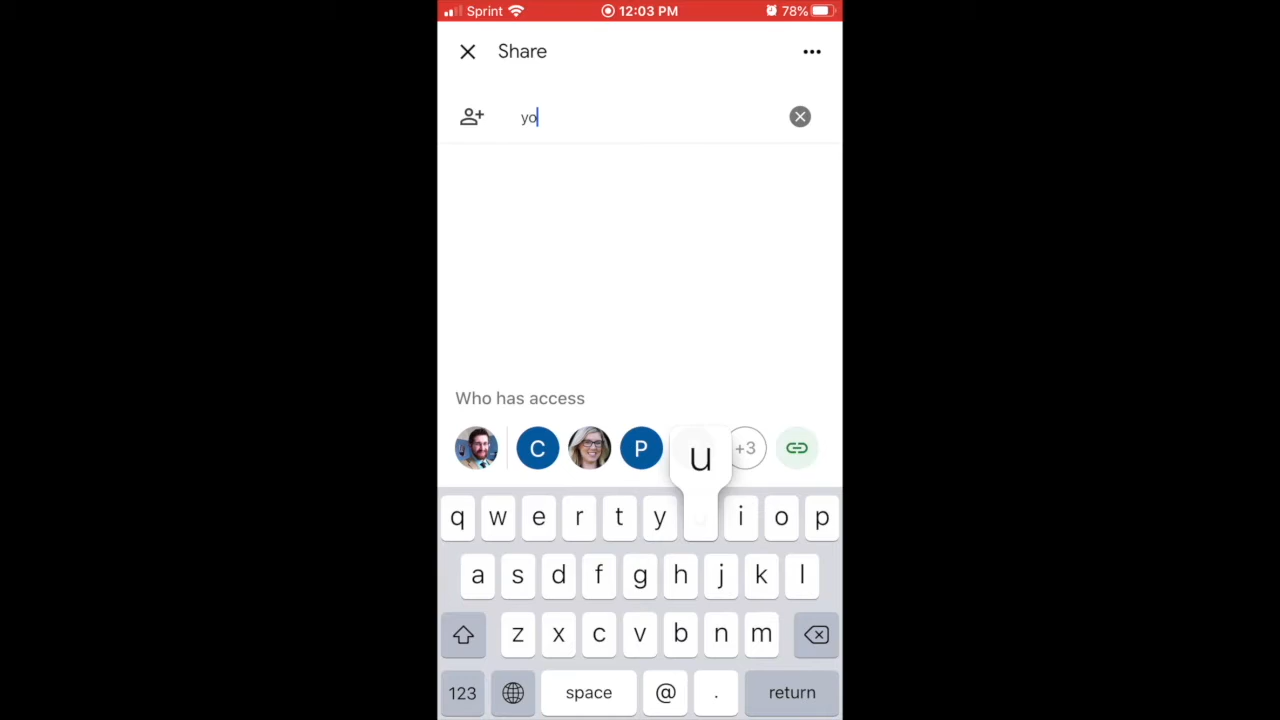 Sprint 12:03 PM 78%
Share
yo
Who has access
C P +3
u
q w e r t y i o p
a s d f g h j k l
z x c v b n m
123 space @ . return